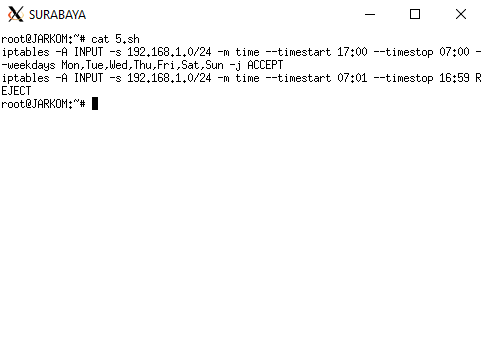 SURABAYA
root@JARKOM:~# cat 5.sh
iptables -A INPUT -s 192.168.1.0/24 -m time --timestart 17:00 --timestop 07:00 -
-weekdays Mon,Tue,Wed,Thu,Fri,Sat,Sun -j ACCEPT
iptables -A INPUT -s 192.168.1.0/24 -m time --timestart 07:01 --timestop 16:59 R
EJECT
root@JARKOM:~#